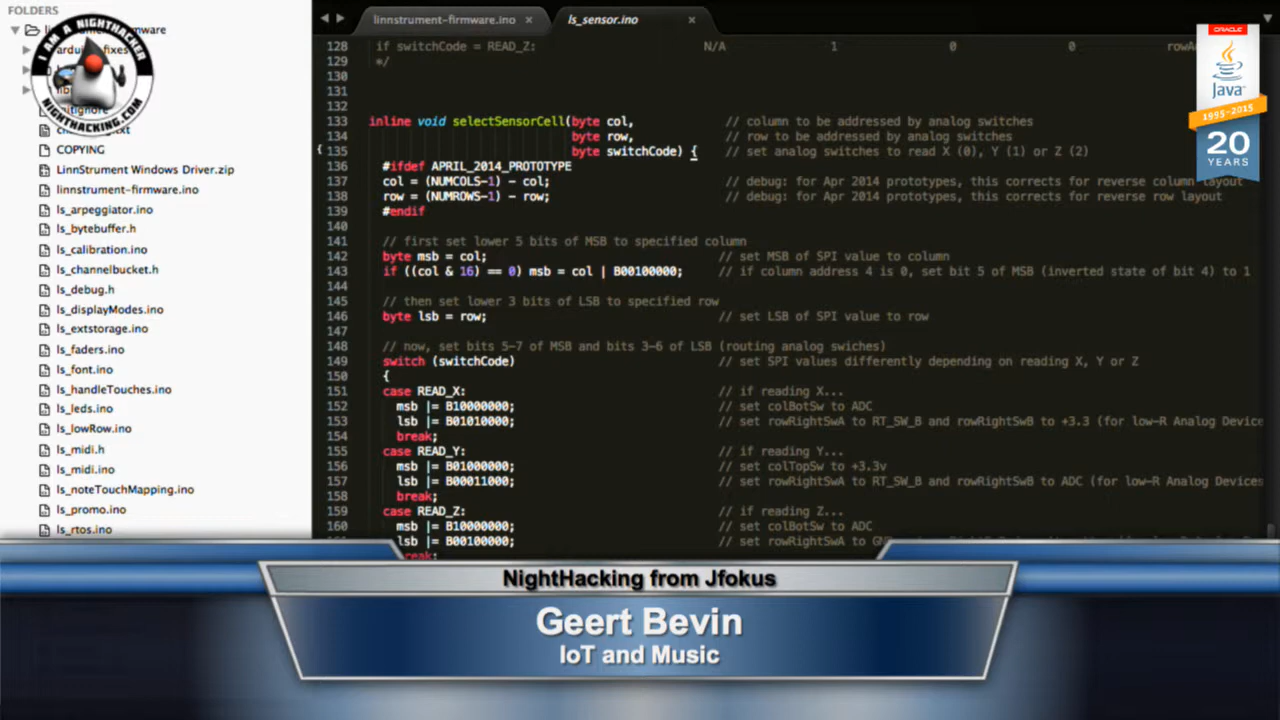 FOLDERS
I AM A NIGHTHACKER
NIGHTHACKING.COM
COPYING
LinnStrument Windows Driver.zip
linnstrument-firmware.ino
ls_arpeggiator.ino
ls_bytebuffer.h
ls_calibration.ino
ls_channelbucket.h
ls_debug.h
ls_displayModes.ino
ls_extstorage.ino
ls_faders.ino
ls_font.ino
ls_handleTouches.ino
ls_leds.ino
ls_lowRow.ino
ls_midi.h
ls_midi.ino
ls_noteTouchMapping.ino
ls_promo.ino
ls_rtos.ino
linnstrument-firmware.ino ×
ls_sensor.ino ×
128 if switchCode = READ_Z: N/A 1 0 0
129 */
130
131
132
133 inline void selectSensorCell(byte col, // column to be addressed by analog switches
134 byte row, // row to be addressed by analog switches
135 byte switchCode) { // set analog switches to read X (0), Y (1) or Z (2)
136 #ifdef APRIL_2014_PROTOTYPE
137 col = (NUMCOLS-1) - col; // debug: for Apr 2014 prototypes, this corrects for reverse column layout
138 row = (NUMROWS-1) - row; // debug: for Apr 2014 prototypes, this corrects for reverse row layout
139 #endif
140
141 // first set lower 5 bits of MSB to specified column
142 byte msb = col; // set MSB of SPI value to column
143 if ((col & 16) == 0) msb = col | B00100000; // if column address 4 is 0, set bit 5 of MSB (inverted state of bit 4) to 1
144
145 // then set lower 3 bits of LSB to specified row
146 byte lsb = row; // set LSB of SPI value to row
147
148 // now, set bits 5-7 of MSB and bits 3-6 of LSB (routing analog swiches)
149 switch (switchCode) // set SPI values differently depending on reading X, Y or Z
150 {
151 case READ_X: // if reading X...
152 msb |= B10000000; // set colBotSw to ADC
153 lsb |= B01010000; // set rowRightSwA to RT_SW_B and rowRightSwB to +3.3 (for low-R Analog Device
154 break;
155 case READ_Y: // if reading Y...
156 msb |= B01000000; // set colTopSw to +3.3v
157 lsb |= B00011000; // set rowRightSwA to RT_SW_B and rowRightSwB to ADC (for low-R Analog Devices
158 break;
159 case READ_Z: // if reading Z...
160 msb |= B10000000; // set colBotSw to ADC
lsb |= B00100000; // set rowRightSwA to
ORACLE
Java
1995-2015
20
YEARS
NightHacking from Jfokus
Geert Bevin
IoT and Music